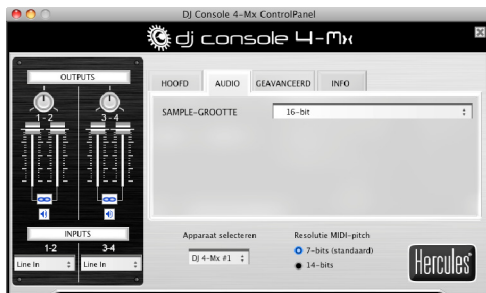 DJ Console 4-Mx ControlPanel
dj console 4-Mx
OUTPUTS
1-2
3-4
INPUTS
1-2
3-4
Line In
Line In
HOOFD
AUDIO
GEAVANCEERD
INFO
SAMPLE-GROOTTE
16-bit
Apparaat selecteren
DJ 4-Mx #1
Resolutie MIDI-pitch
7-bits (standaard)
14-bits
Hercules